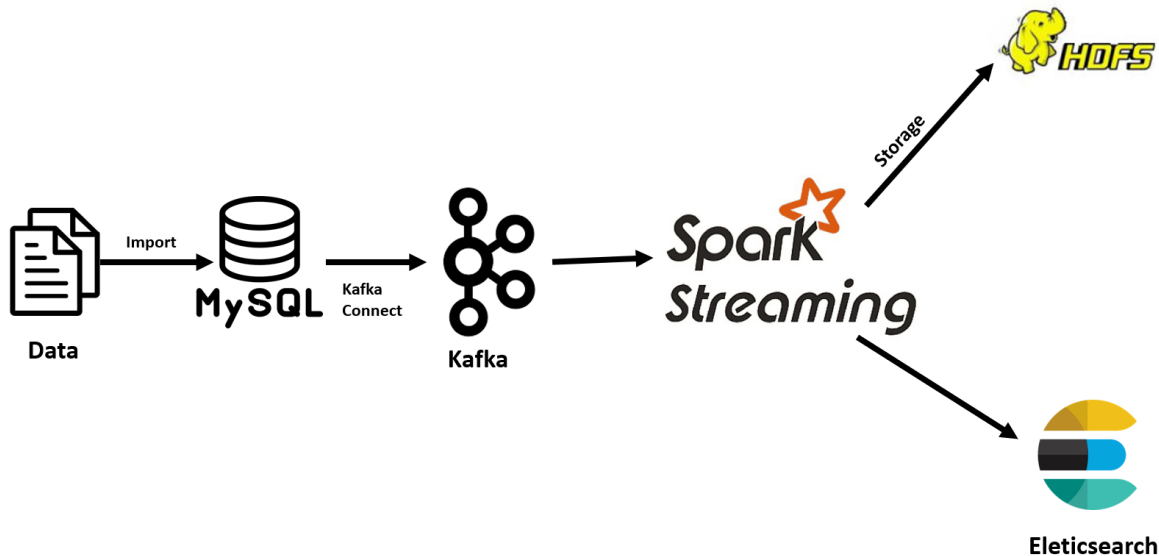 HDFS
Storage
Spark
Streaming
Import
MySQL
Kafka
Connect
Data
Kafka
Eleticsearch